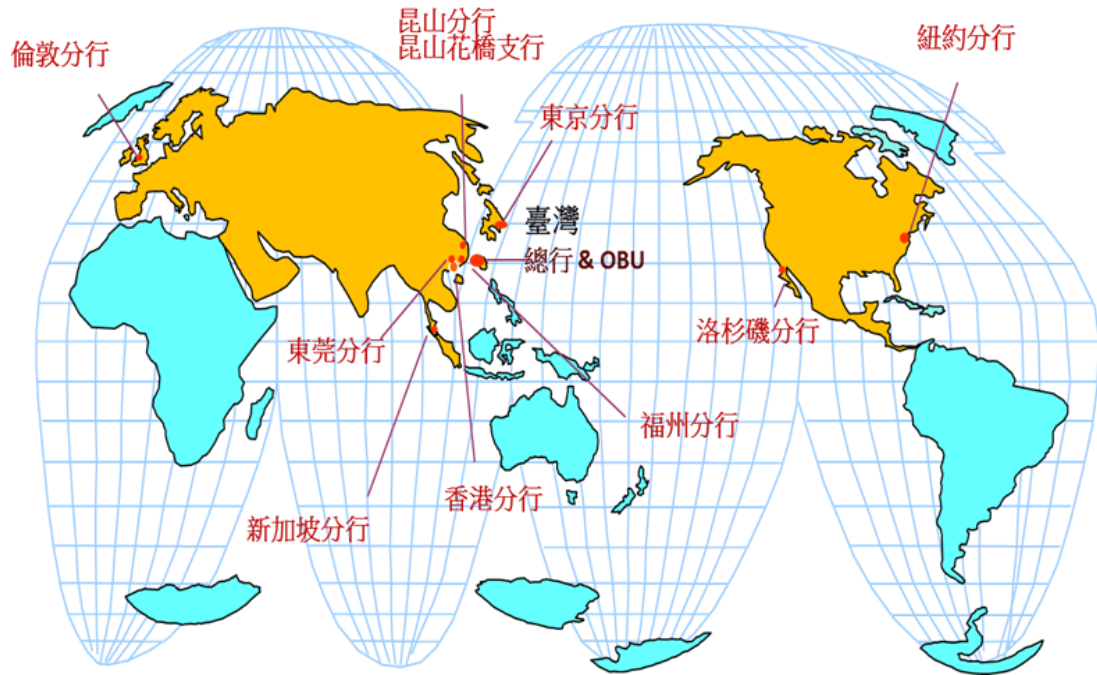 昆山分行
昆山花橋支行
紐約分行
倫敦分行
東京分行
臺灣
總行 & OBU
洛杉磯分行
東莞分行
福州分行
香港分行
新加坡分行